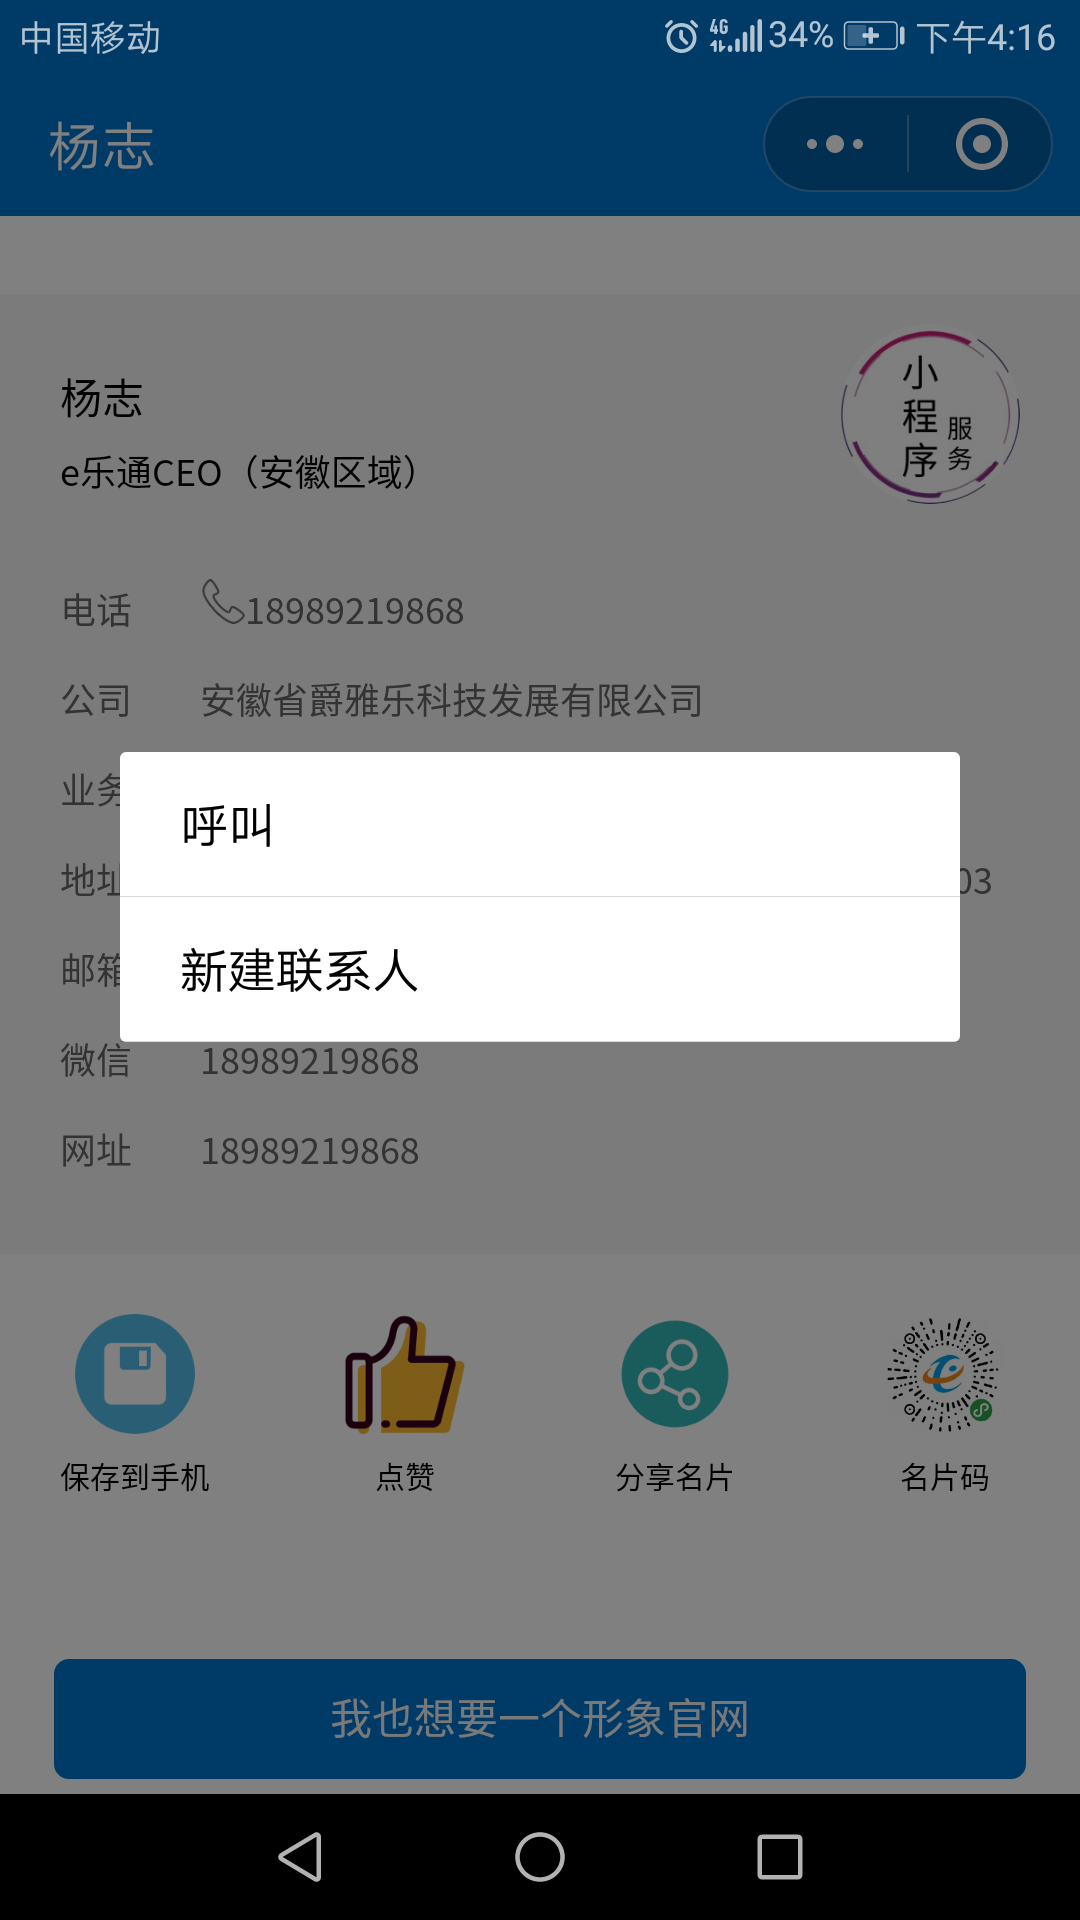 中国移动 4G 34% 下午4:16
杨志
小程序
服务
杨志
e乐通CEO（安徽区域）
电话 18989219868
公司 安徽省爵雅乐科技发展有限公司
业务
地址 03
呼叫
新建联系人
邮箱
微信 18989219868
网址 18989219868
保存到手机 点赞 分享名片 名片码
我也想要一个形象官网